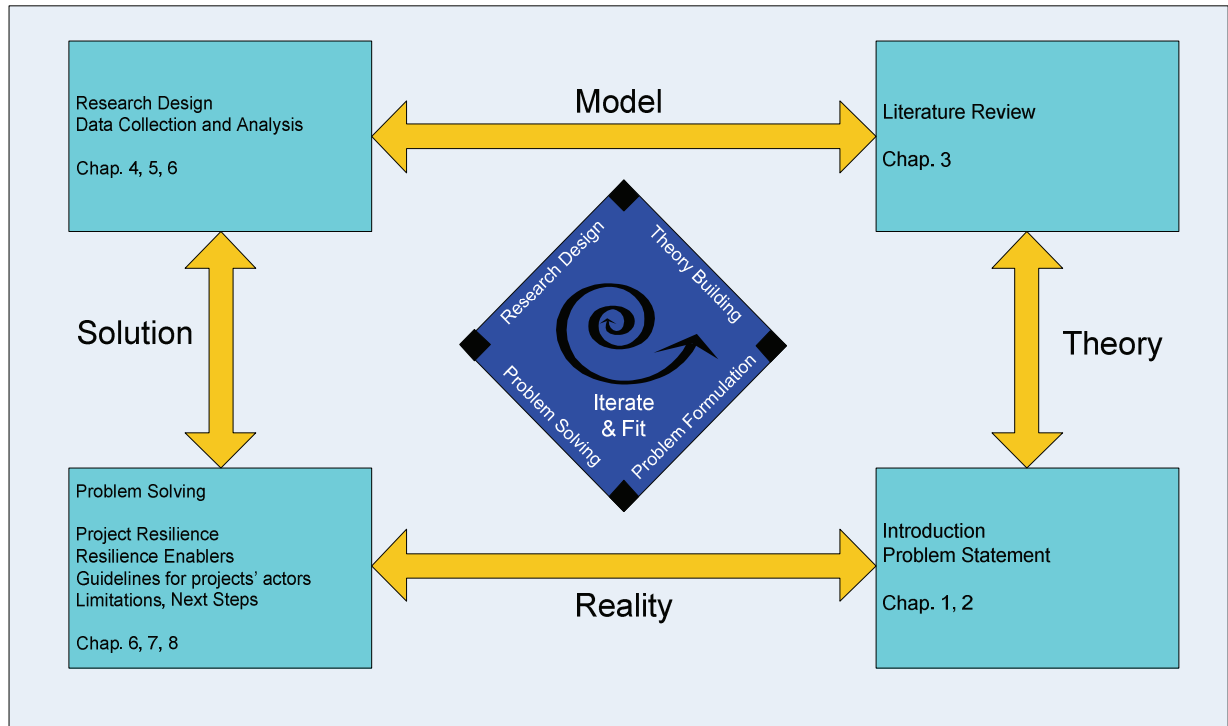 Research Design
Data Collection and Analysis
Chap. 4, 5, 6
Model
Literature Review
Chap. 3
Research Design
Theory Building
Solution
Theory
Problem Solving
Iterate
& Fit
Problem Formulation
Problem Solving
Project Resilience
Resilience Enablers
Guidelines for projects’ actors
Limitations, Next Steps
Chap. 6, 7, 8
Reality
Introduction
Problem Statement
Chap. 1, 2